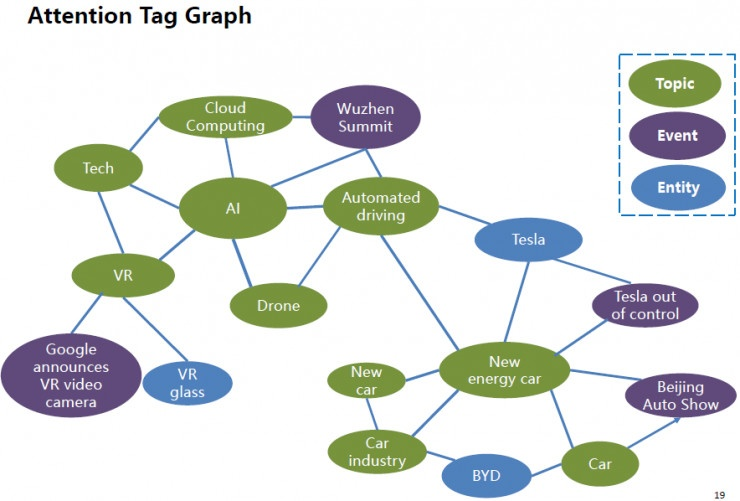 Attention Tag Graph
Topic
Event
Entity
Cloud
Computing
Wuzhen
Summit
Tech
AI
Automated
driving
Tesla
VR
Drone
Tesla out
of control
Google
announces
VR video
camera
VR
glass
New
car
New
energy car
Beijing
Auto Show
Car
industry
BYD
Car
19